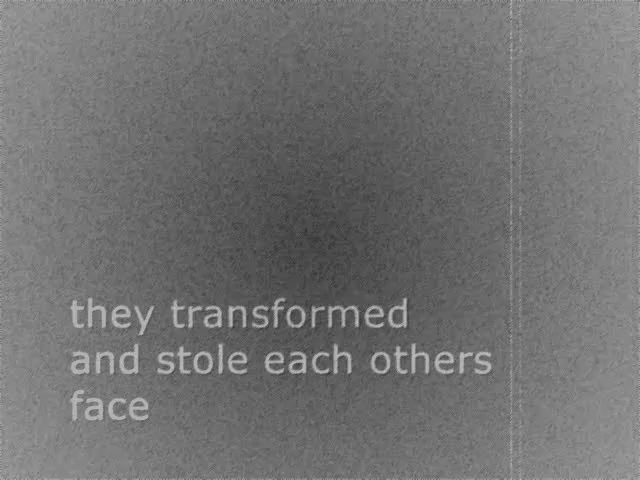 they transformed
and stole each others
face